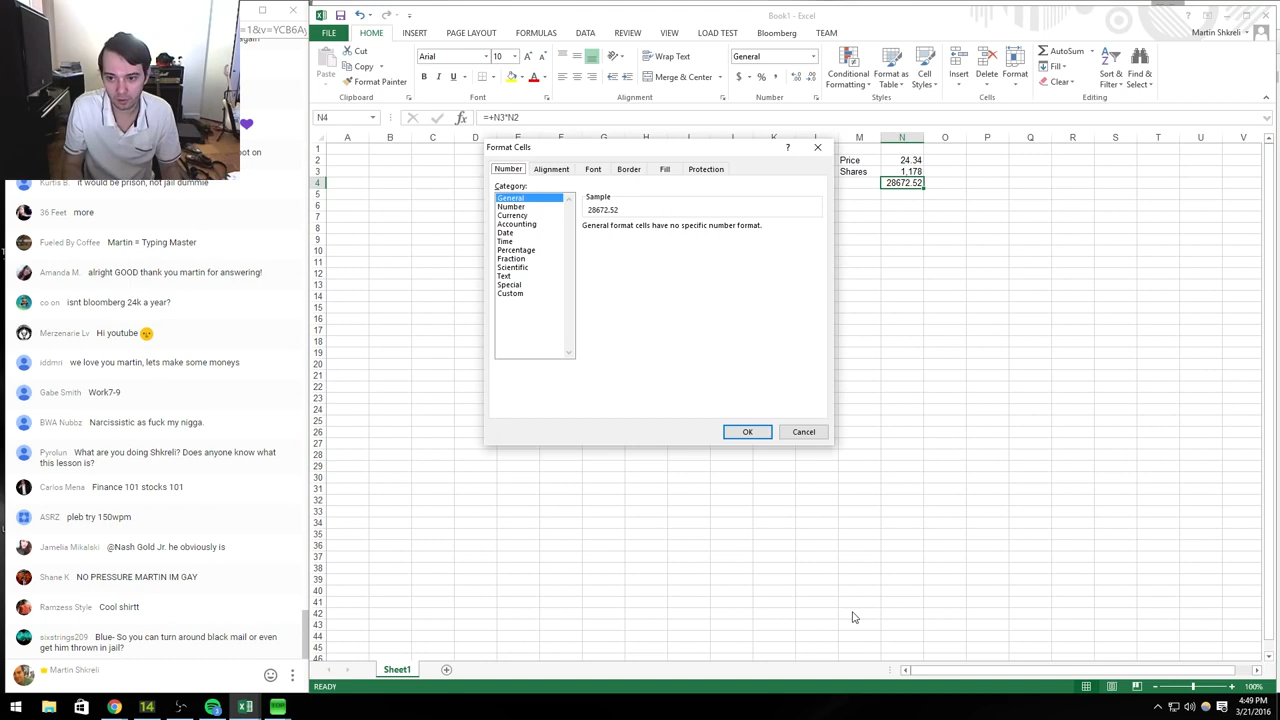 =1&v=YCB6Ay
Book1 - Excel
FILE HOME INSERT PAGE LAYOUT FORMULAS DATA REVIEW VIEW LOAD TEST Bloomberg TEAM
Martin Shkreli
Paste
Cut
Copy
Format Painter
Clipboard
Arial 10
B I U
Font
Wrap Text
Merge & Center
Alignment
General
$ % ,
Number
Conditional Formatting
Format as Table
Cell Styles
Styles
Insert Delete Format
Cells
AutoSum
Fill
Clear
Sort & Filter
Find & Select
Editing
N4
=+N3*N2
A B C D E F G H I J K L M N O P Q R S T U V
Price 24.34
Shares 1,178
28672.52
Format Cells
Number Alignment Font Border Fill Protection
Category:
General
Number
Currency
Accounting
Date
Time
Percentage
Fraction
Scientific
Text
Special
Custom
Sample
28672.52
General format cells have no specific number format.
OK Cancel
Kurtis B. it would be prison, not jail dummie
36 Feet more
Fueled By Coffee Martin = Typing Master
Amanda M. alright GOOD thank you martin for answering!
co on isnt bloomberg 24k a year?
Merzenarie Lv Hi youtube
iddmri we love you martin, lets make some moneys
Gabe Smith Work7-9
BWA Nubbz Narcissistic as fuck my nigga.
Pyrolun What are you doing Shkreli? Does anyone know what
this lesson is?
Carlos Mena Finance 101 stocks 101
ASRZ pleb try 150wpm
Jamelia Mikalski @Nash Gold Jr. he obviously is
Shane K NO PRESSURE MARTIN IM GAY
Ramzess Style Cool shirtt
sixstrings209 Blue- So you can turn around black mail or even
get him thrown in jail?
Martin Shkreli
Sheet1
READY
100%
4:49 PM
3/21/2016